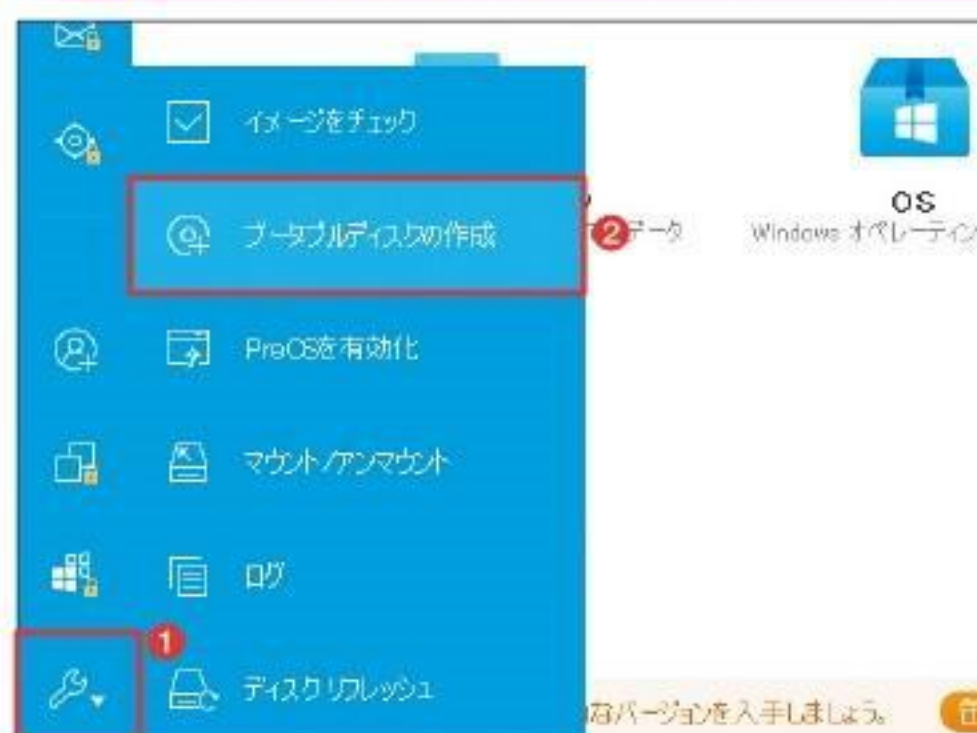 イメージをチェック
ブータブルディスクの作成
2
データ
OS
Windows オペレーティン
PreOSを有効化
マウント/アンマウント
ログ
1
ディスクリフレッシュ
なバージョンを入手しましょう。